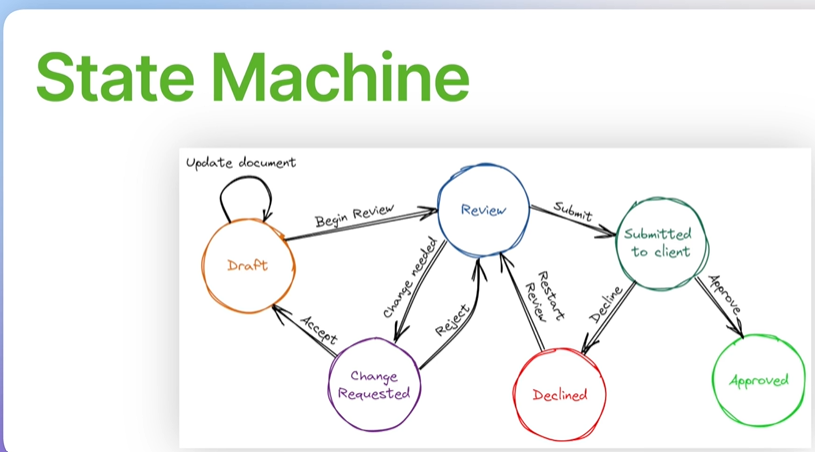 State Machine
Update document
Begin Review
Review
Submit
Submitted
to client
Draft
Change needed
Reject
Restart
Review
Decline
Approve
Accept
Change
Requested
Declined
Approved